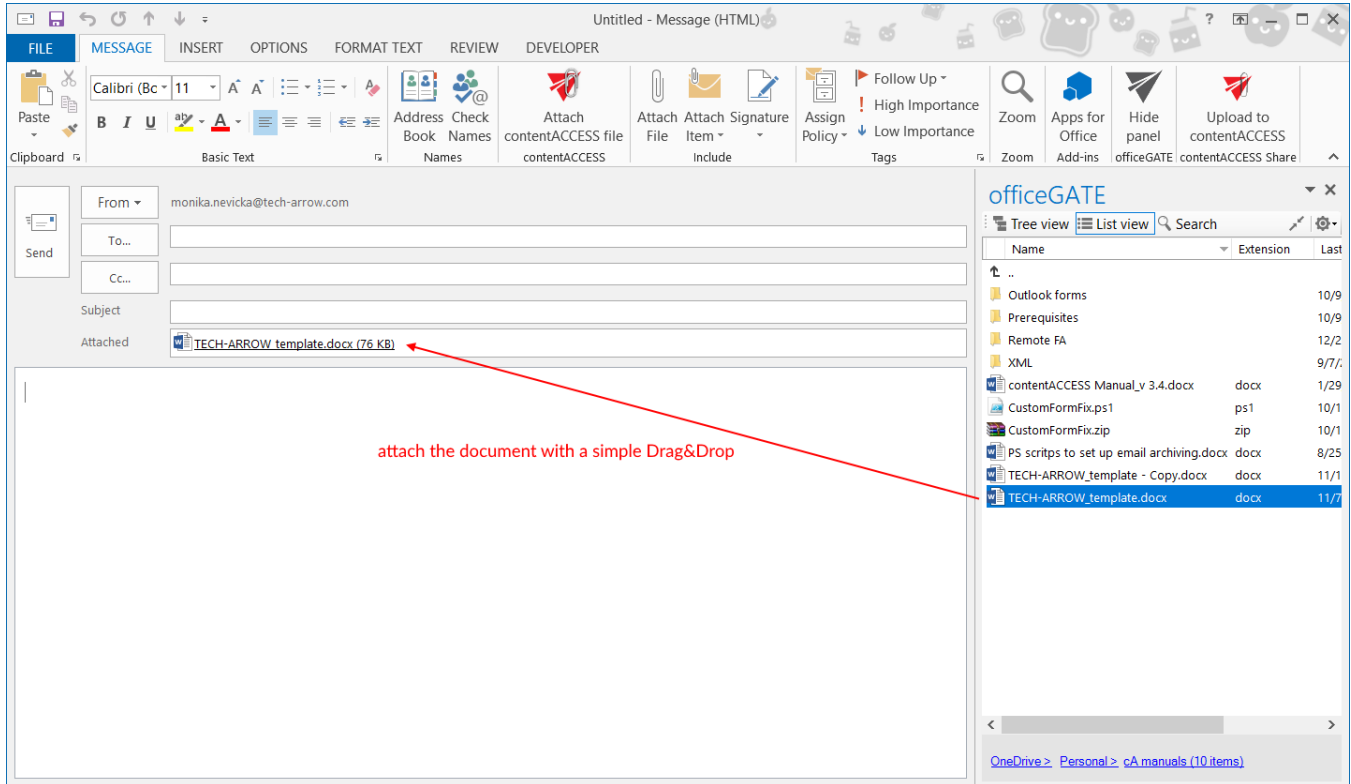 Untitled - Message (HTML)
?
FILE MESSAGE INSERT OPTIONS FORMAT TEXT REVIEW DEVELOPER
Paste
Clipboard
Calibri (Bc 11 A A
B I U aby A
Basic Text
Address Book
Check Names
Names
Attach contentACCESS file
contentACCESS
Attach File
Attach Item
Signature
Include
Assign Policy
Follow Up
High Importance
Low Importance
Tags
Zoom
Zoom
Apps for Office
Add-ins
Hide panel
officeGATE
Upload to contentACCESS
contentACCESS Share
Send
From monika.nevicka@tech-arrow.com
To...
Cc...
Subject
Attached TECH-ARROW_template.docx (76 KB)
attach the document with a simple Drag&Drop
officeGATE
Tree view List view Search
Name Extension Last
..
Outlook forms 10/9
Prerequisites 10/9
Remote FA 12/2
XML 9/7/
contentACCESS Manual_v 3.4.docx docx 1/29
CustomFormFix.ps1 ps1 10/1
CustomFormFix.zip zip 10/1
PS scritps to set up email archiving.docx docx 8/25
TECH-ARROW_template - Copy.docx docx 11/1
TECH-ARROW_template.docx docx 11/7
OneDrive > Personal > cA manuals (10 items)